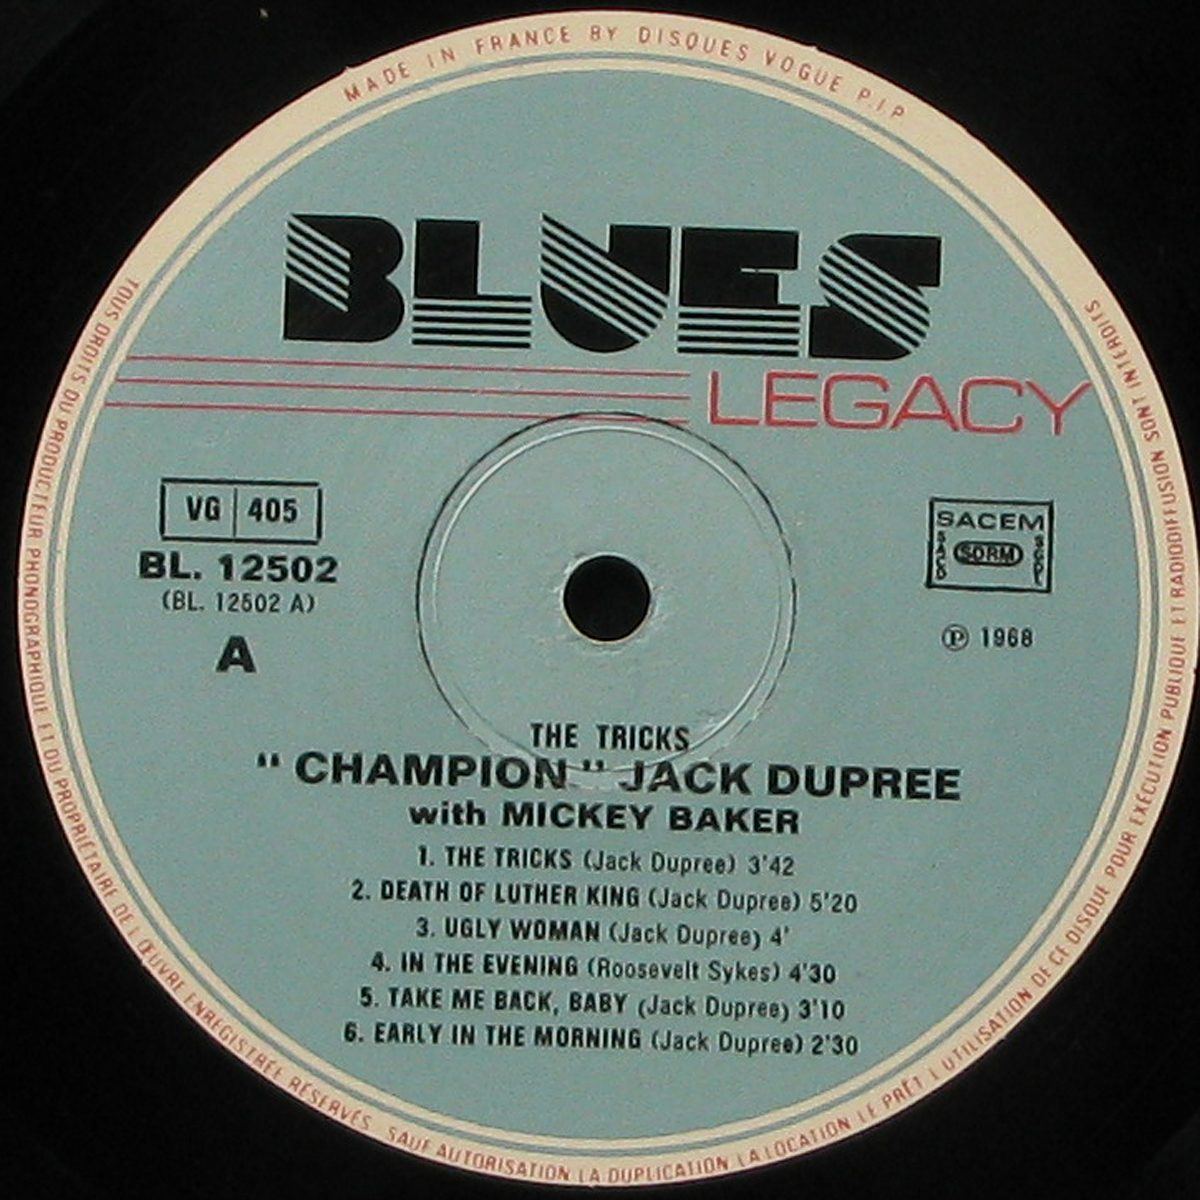 MADE IN FRANCE BY DISQUES VOGUE P.I.P
BLUES
LEGACY
VG 405
BL. 12502
(BL. 12502 A)
A
SACEM
SACD SDRM SGDL
Ⓟ 1968
THE TRICKS
" CHAMPION " JACK DUPREE
with MICKEY BAKER
1. THE TRICKS (Jack Dupree) 3'42
2. DEATH OF LUTHER KING (Jack Dupree) 5'20
3. UGLY WOMAN (Jack Dupree) 4'
4. IN THE EVENING (Roosevelt Sykes) 4'30
5. TAKE ME BACK, BABY (Jack Dupree) 3'10
6. EARLY IN THE MORNING (Jack Dupree) 2'30
TOUS DROITS DU PRODUCTEUR PHONOGRAPHIQUE ET DU PROPRIÉTAIRE DE L'ŒUVRE ENREGISTRÉE RÉSERVÉS. SAUF AUTORISATION LA DUPLICATION LA LOCATION LE PRÊT L'UTILISATION DE CE DISQUE POUR EXÉCUTION PUBLIQUE ET RADIODIFFUSION SONT INTERDITS